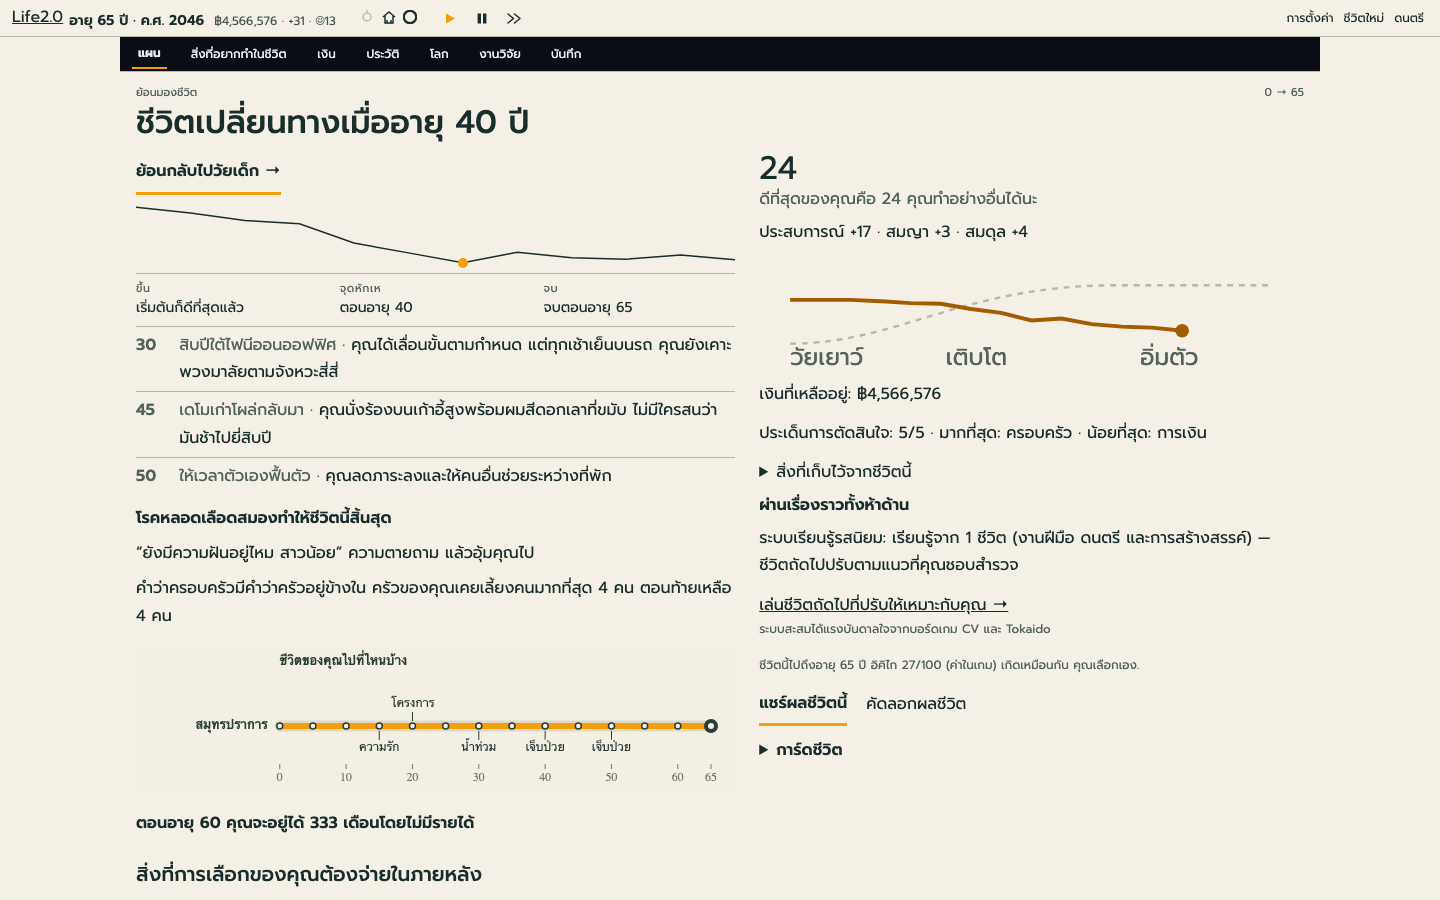 Life2.0 อายุ 65 ปี · ค.ศ. 2046 ฿4,566,576 · +31 · ◎13
การตั้งค่า ชีวิตใหม่ ดนตรี
แผน สิ่งที่อยากทำในชีวิต เงิน ประวัติ โลก งานวิจัย บันทึก
ย้อนมองชีวิต
0 → 65
ชีวิตเปลี่ยนทางเมื่ออายุ 40 ปี
ย้อนกลับไปวัยเด็ก →
ขึ้น จุดหักเห จบ
เริ่มต้นก็ดีที่สุดแล้ว ตอนอายุ 40 จบตอนอายุ 65
30 สิบปีใต้ไฟนีออนออฟฟิศ · คุณได้เลื่อนขั้นตามกำหนด แต่ทุกเช้าเย็นบนรถ คุณยังเคาะ
พวงมาลัยตามจังหวะสี่สี่
45 เดโมเก่าโผล่กลับมา · คุณนั่งร้องบนเก้าอี้สูงพร้อมผมสีดอกเลาที่ขมับ ไม่มีใครสนว่า
มันช้าไปยี่สิบปี
50 ให้เวลาตัวเองฟื้นตัว · คุณลดภาระลงและให้คนอื่นช่วยระหว่างที่พัก
โรคหลอดเลือดสมองทำให้ชีวิตนี้สิ้นสุด
“ยังมีความฝันอยู่ไหม สาวน้อย” ความตายถาม แล้วอุ้มคุณไป
คำว่าครอบครัวมีคำว่าครัวอยู่ข้างใน ครัวของคุณเคยเลี้ยงคนมากที่สุด 4 คน ตอนท้ายเหลือ
4 คน
ชีวิตของคุณไปที่ไหนบ้าง
โครงการ
สมุทรปราการ
ความรัก น้ำท่วม เจ็บป่วย เจ็บป่วย
0 10 20 30 40 50 60 65
ตอนอายุ 60 คุณจะอยู่ได้ 333 เดือนโดยไม่มีรายได้
สิ่งที่การเลือกของคุณต้องจ่ายในภายหลัง
24
ดีที่สุดของคุณคือ 24 คุณทำอย่างอื่นได้นะ
ประสบการณ์ +17 · สมญา +3 · สมดุล +4
วัยเยาว์ เติบโต อิ่มตัว
เงินที่เหลืออยู่: ฿4,566,576
ประเด็นการตัดสินใจ: 5/5 · มากที่สุด: ครอบครัว · น้อยที่สุด: การเงิน
▶ สิ่งที่เก็บไว้จากชีวิตนี้
ผ่านเรื่องราวทั้งห้าด้าน
ระบบเรียนรู้รสนิยม: เรียนรู้จาก 1 ชีวิต (งานฝีมือ ดนตรี และการสร้างสรรค์) —
ชีวิตถัดไปปรับตามแนวที่คุณชอบสำรวจ
เล่นชีวิตถัดไปที่ปรับให้เหมาะกับคุณ →
ระบบสะสมได้แรงบันดาลใจจากบอร์ดเกม CV และ Tokaido
ชีวิตนี้ไปถึงอายุ 65 ปี อิคิไก 27/100 (ค่าในเกม) เกิดเหมือนกัน คุณเลือกเอง.
แชร์ผลชีวิตนี้ คัดลอกผลชีวิต
▶ การ์ดชีวิต